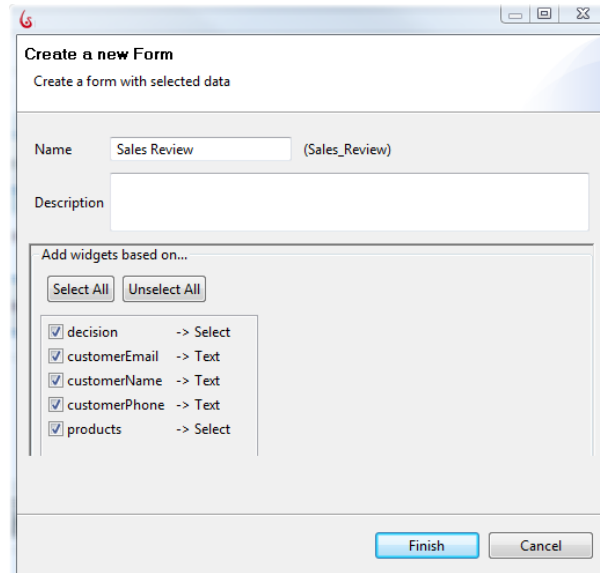 Create a new Form
Create a form with selected data
Name Sales Review (Sales_Review)
Description
Add widgets based on...
Select All Unselect All
decision -> Select
customerEmail -> Text
customerName -> Text
customerPhone -> Text
products -> Select
Finish Cancel